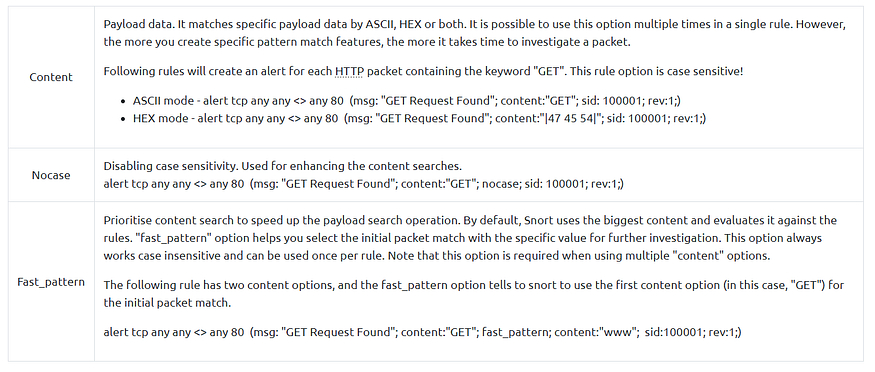 Content
Payload data. It matches specific payload data by ASCII, HEX or both. It is possible to use this option multiple times in a single rule. However,
the more you create specific pattern match features, the more it takes time to investigate a packet.
Following rules will create an alert for each HTTP packet containing the keyword "GET". This rule option is case sensitive!
• ASCII mode - alert tcp any any <> any 80  (msg: "GET Request Found"; content:"GET"; sid: 100001; rev:1;)
• HEX mode - alert tcp any any <> any 80  (msg: "GET Request Found"; content:"|47 45 54|"; sid: 100001; rev:1;)
Nocase
Disabling case sensitivity. Used for enhancing the content searches.
alert tcp any any <> any 80  (msg: "GET Request Found"; content:"GET"; nocase; sid: 100001; rev:1;)
Fast_pattern
Prioritise content search to speed up the payload search operation. By default, Snort uses the biggest content and evaluates it against the
rules. "fast_pattern" option helps you select the initial packet match with the specific value for further investigation. This option always
works case insensitive and can be used once per rule. Note that this option is required when using multiple "content" options.
The following rule has two content options, and the fast_pattern option tells to snort to use the first content option (in this case, "GET") for
the initial packet match.
alert tcp any any <> any 80  (msg: "GET Request Found"; content:"GET"; fast_pattern; content:"www";  sid:100001; rev:1;)